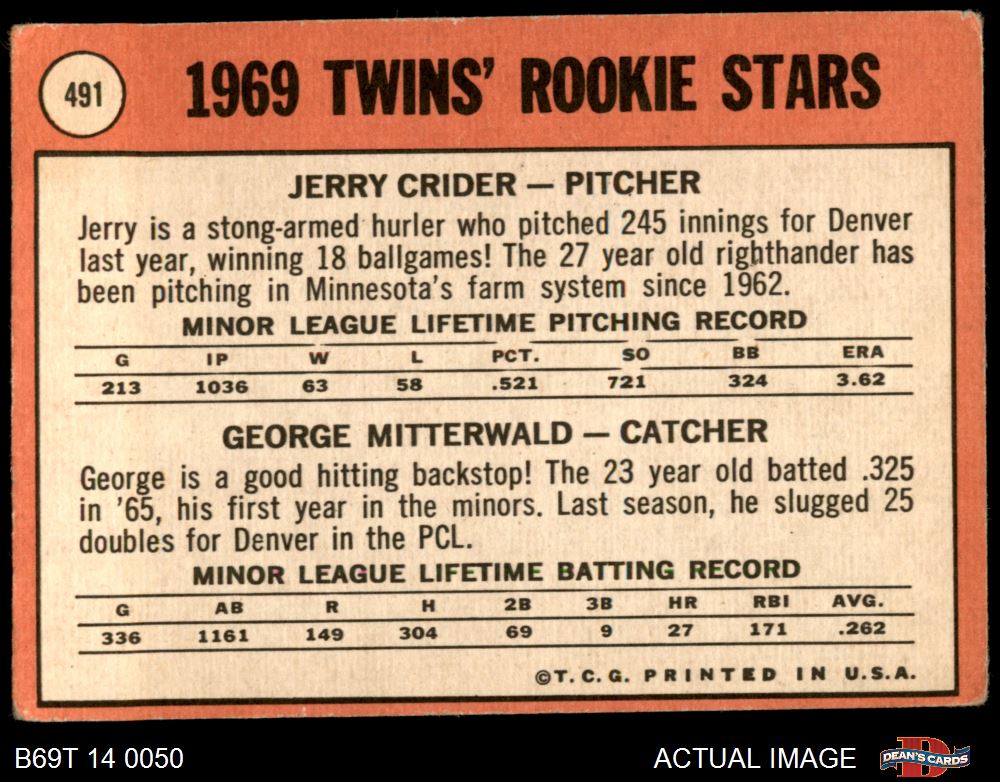 491
1969 TWINS' ROOKIE STARS
JERRY CRIDER — PITCHER
Jerry is a stong-armed hurler who pitched 245 innings for Denver
last year, winning 18 ballgames! The 27 year old righthander has
been pitching in Minnesota's farm system since 1962.
MINOR LEAGUE LIFETIME PITCHING RECORD
G IP W L PCT. SO BB ERA
213 1036 63 58 .521 721 324 3.62
GEORGE MITTERWALD — CATCHER
George is a good hitting backstop! The 23 year old batted .325
in '65, his first year in the minors. Last season, he slugged 25
doubles for Denver in the PCL.
MINOR LEAGUE LIFETIME BATTING RECORD
G AB R H 2B 3B HR RBI AVG.
336 1161 149 304 69 9 27 171 .262
©T.C.G. PRINTED IN U.S.A.
B69T 14 0050
ACTUAL IMAGE
D
DEAN'S CARDS